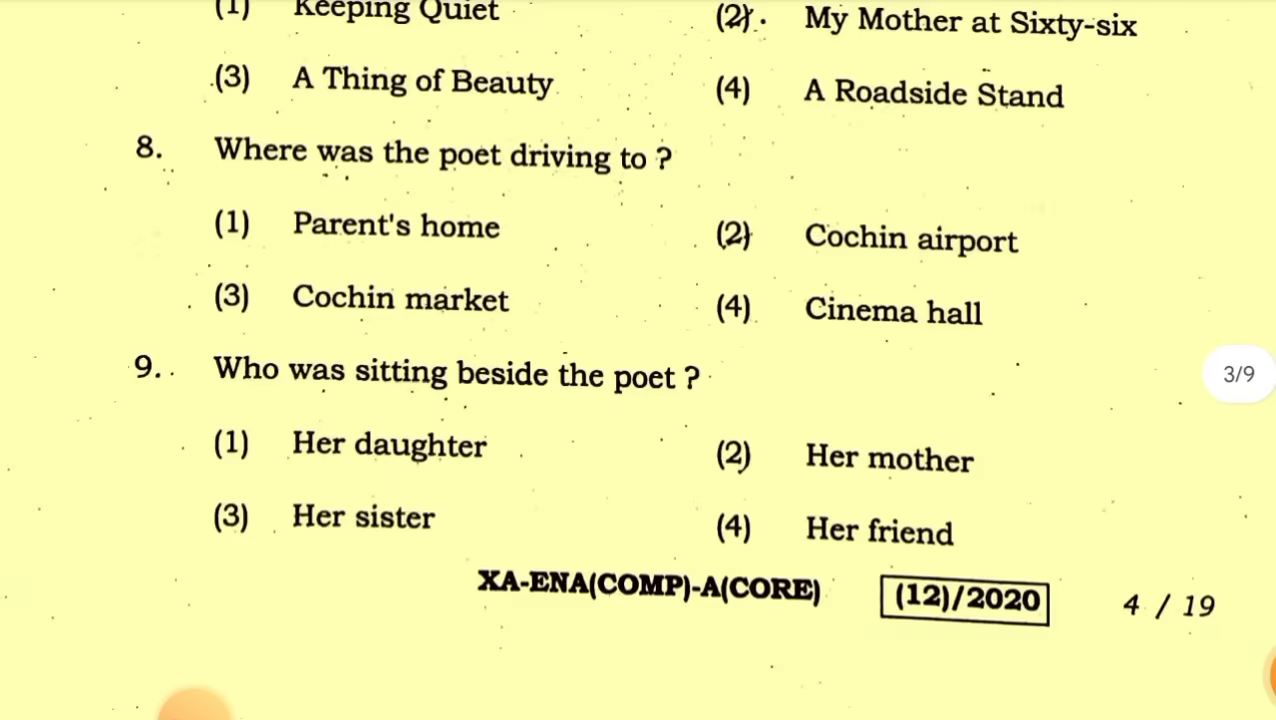 (1) Keeping Quiet (2) My Mother at Sixty-six
(3) A Thing of Beauty (4) A Roadside Stand
8. Where was the poet driving to ?
(1) Parent's home (2) Cochin airport
(3) Cochin market (4) Cinema hall
9. Who was sitting beside the poet ?
(1) Her daughter (2) Her mother
(3) Her sister (4) Her friend
XA-ENA(COMP)-A(CORE) (12)/2020 4 / 19
3/9